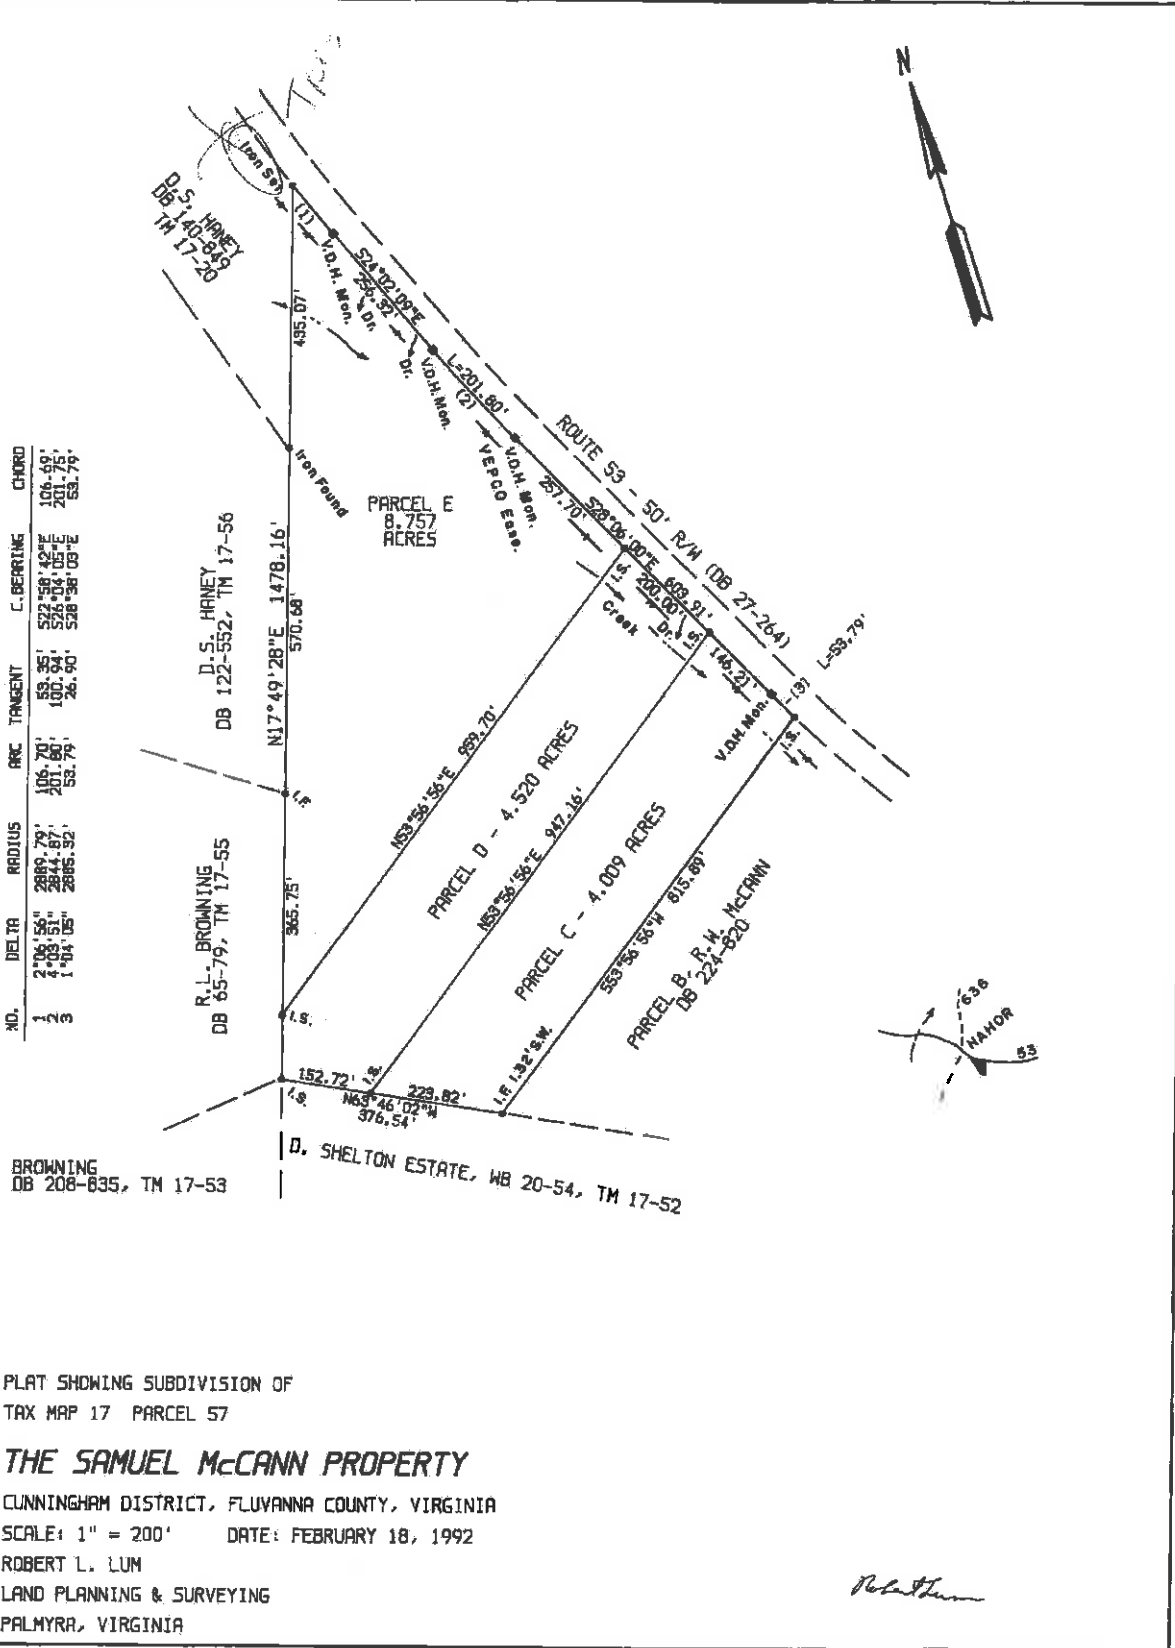 N
Iron Set
D.S. HANEY
DB 140-849
TM 17-20
(1)
V.D.H. Mon.
S24°02'09"E
256.32'
Dr.
Dr.
V.D.H. Mon.
L=201.80'
(2)
435.07'
Iron Found
VEPCO Ease.
V.D.H. Mon.
ROUTE 53 - 50' R/W (DB 27-264)
257.70'
S28°06'00"E 609.91'
I.S.
200.00'
Creek
Dr.
I.S.
146.21'
V.D.H. Mon.
(3)
L=53.79'
I.S.
PARCEL E
8.757
ACRES
D.S. HANEY
DB 122-552, TM 17-56
N17°49'28"E 1478.16'
570.68'
I.F.
N53°56'56"E 959.70'
PARCEL D - 4.520 ACRES
N53°56'56"E 947.16'
PARCEL C - 4.009 ACRES
S53°56'56"W 815.89'
PARCEL B, R.W. McCANN
DB 224-820
R.L. BROWNING
DB 65-79, TM 17-55
365.75'
I.S.
I.S.
152.72'
I.S.
223.82'
N65°46'02"W
376.54'
I.F. 1.32' S.W.
NO. DELTA RADIUS ARC TANGENT C.BEARING CHORD
1 2°06'56" 2889.79' 106.70' 53.35' S22°58'42"E 106.69'
2 4°03'51" 2844.87' 201.80' 100.94' S26°04'05"E 201.75'
3 1°04'05" 2885.32' 53.79' 26.90' S28°38'03"E 53.79'
636
NAHOR
53
BROWNING
DB 208-635, TM 17-53
D. SHELTON ESTATE, WB 20-54, TM 17-52
PLAT SHOWING SUBDIVISION OF
TAX MAP 17 PARCEL 57
THE SAMUEL McCANN PROPERTY
CUNNINGHAM DISTRICT, FLUVANNA COUNTY, VIRGINIA
SCALE: 1" = 200' DATE: FEBRUARY 18, 1992
ROBERT L. LUM
LAND PLANNING & SURVEYING
PALMYRA, VIRGINIA
Robert Lum